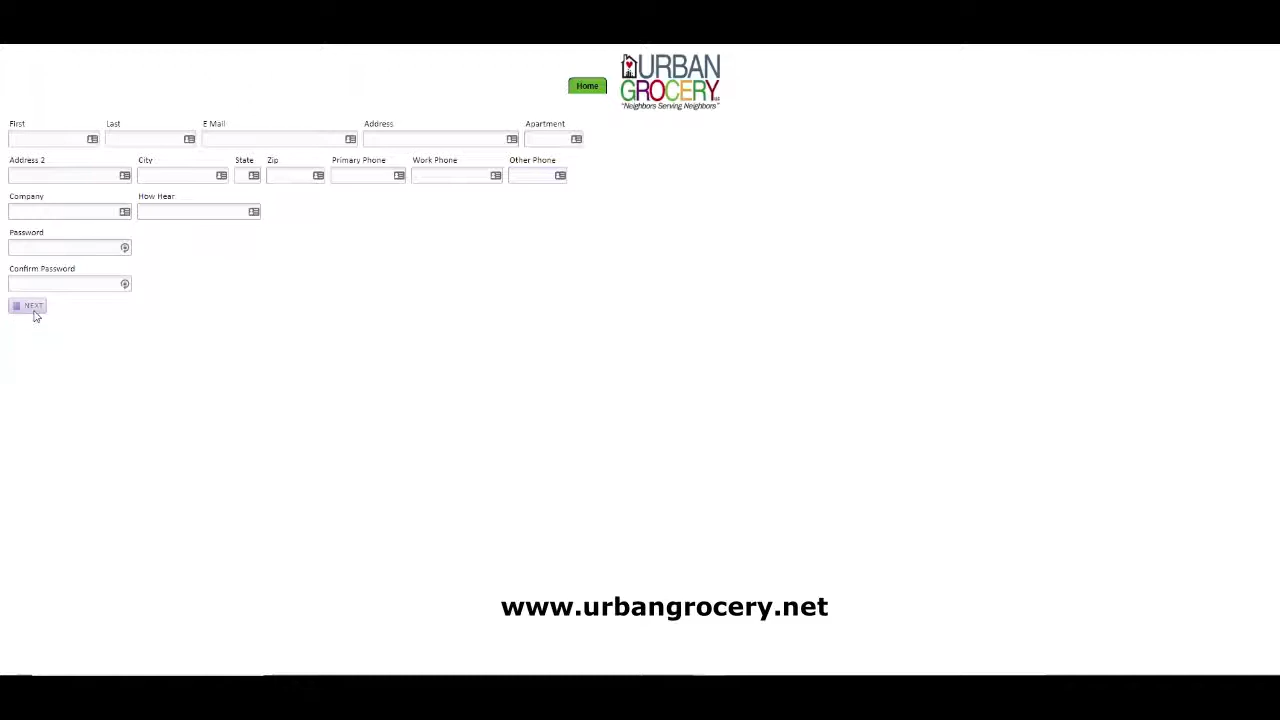 Home
URBAN
GROCERY
"Neighbors Serving Neighbors"
First Last E Mail Address Apartment
Address 2 City State Zip Primary Phone Work Phone Other Phone
Company How Hear
Password
Confirm Password
NEXT
www.urbangrocery.net